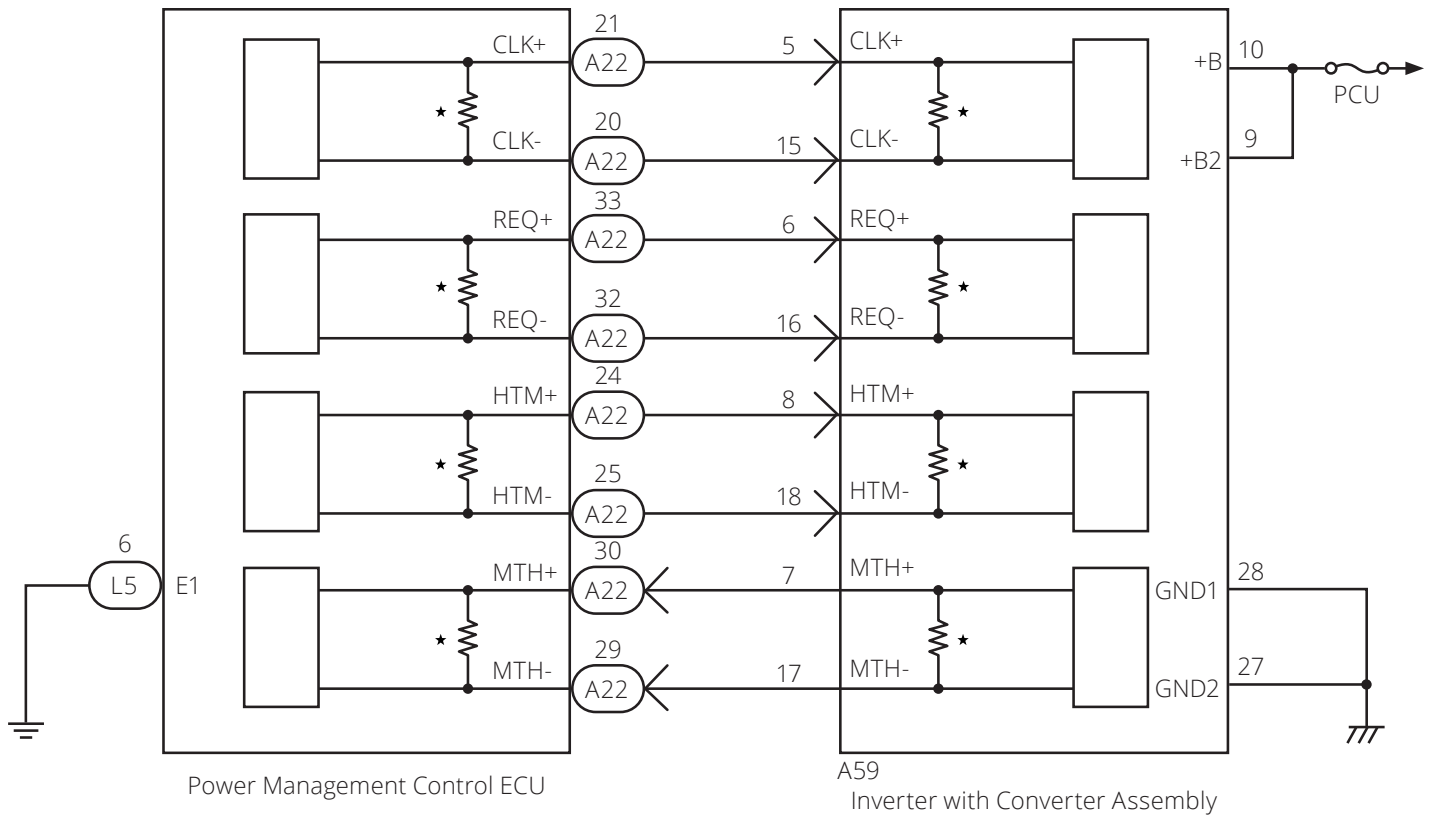 21
CLK+
A22
5
CLK+
+B
10
PCU
20
CLK-
A22
15
CLK-
+B2
9
33
REQ+
A22
6
REQ+
32
REQ-
A22
16
REQ-
24
HTM+
A22
8
HTM+
25
HTM-
A22
18
HTM-
6
L5
E1
30
MTH+
A22
7
MTH+
GND1
28
29
MTH-
A22
17
MTH-
GND2
27
Power Management Control ECU
A59
Inverter with Converter Assembly